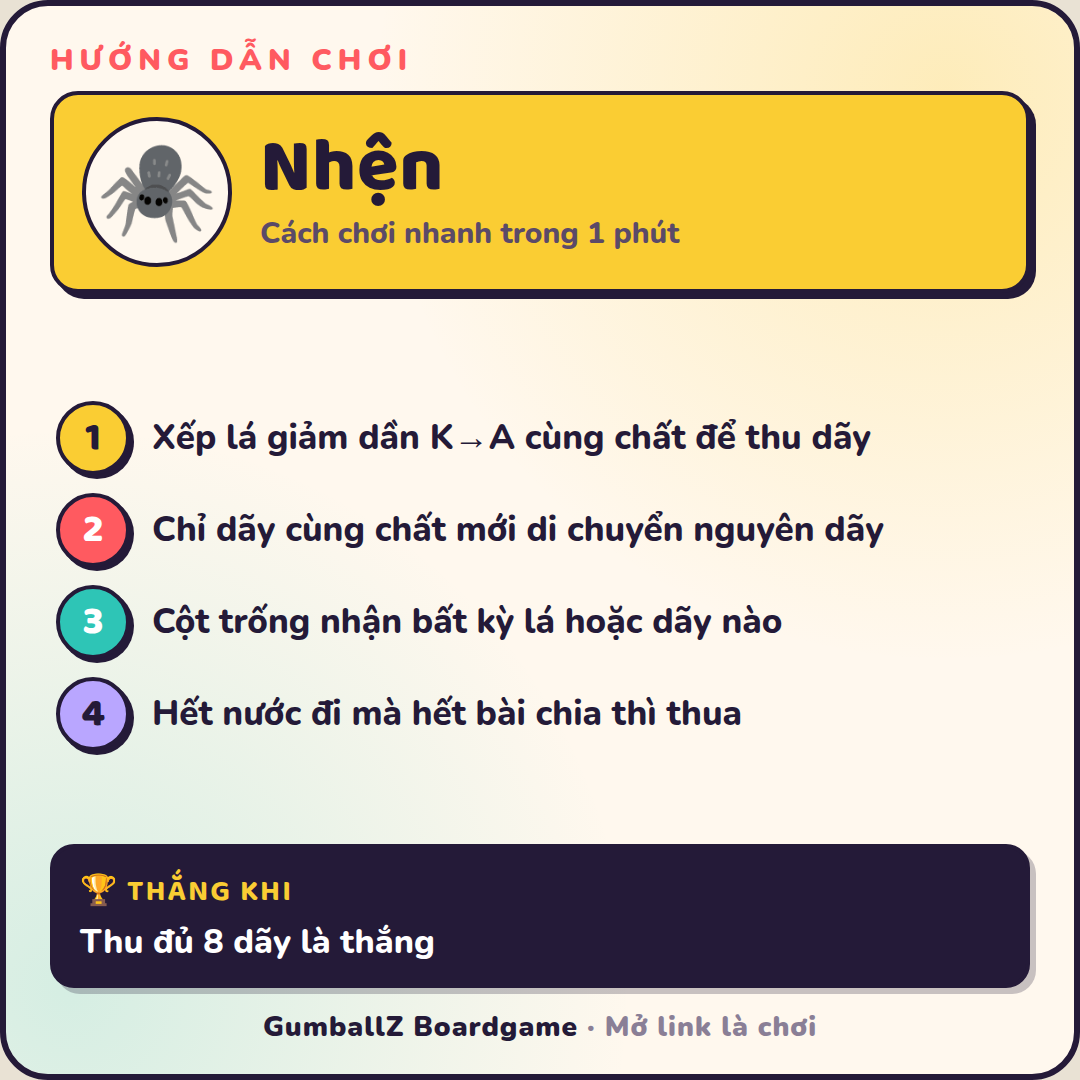 HƯỚNG DẪN CHƠI
Nhện
Cách chơi nhanh trong 1 phút
1 Xếp lá giảm dần K→A cùng chất để thu dãy
2 Chỉ dãy cùng chất mới di chuyển nguyên dãy
3 Cột trống nhận bất kỳ lá hoặc dãy nào
4 Hết nước đi mà hết bài chia thì thua
🏆 THẮNG KHI
Thu đủ 8 dãy là thắng
GumballZ Boardgame · Mở link là chơi